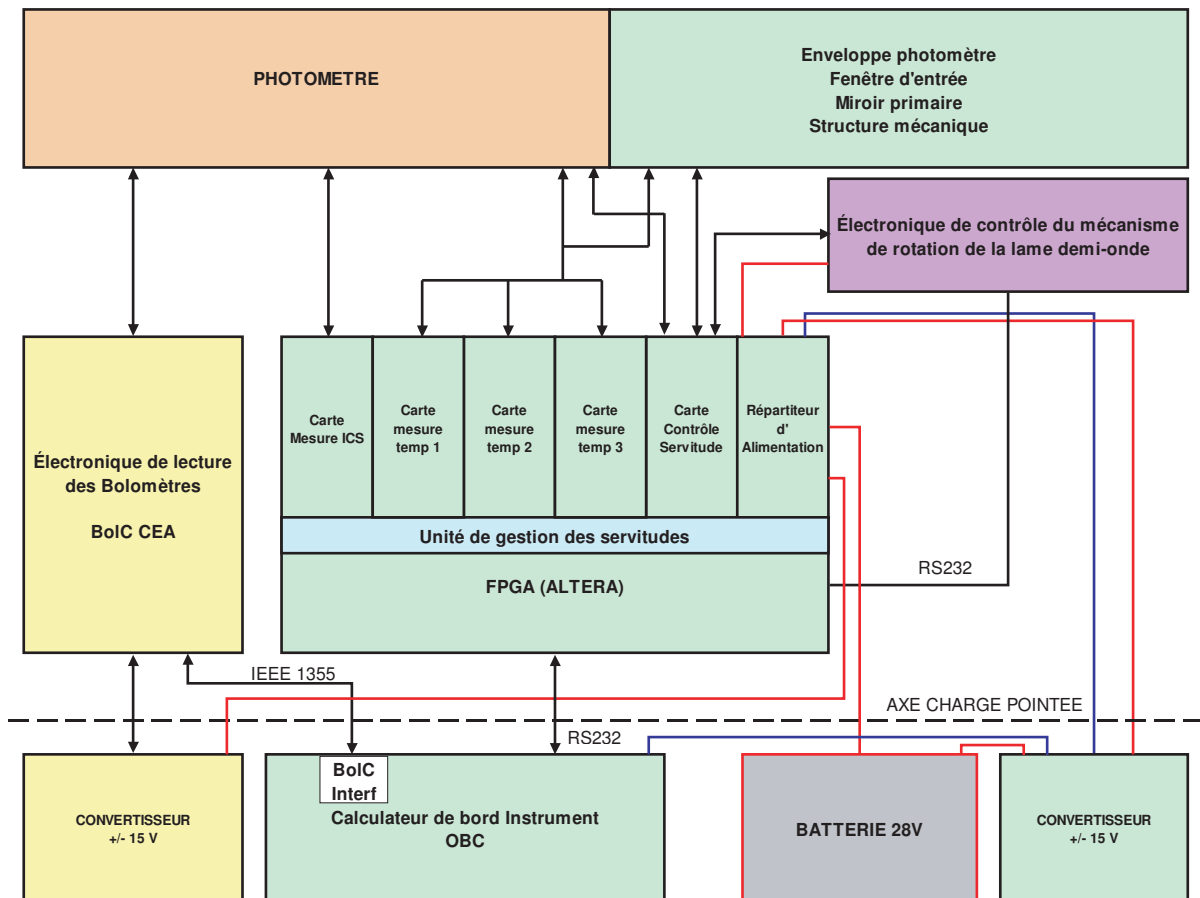 PHOTOMETRE
Enveloppe photomètre
Fenêtre d'entrée
Miroir primaire
Structure mécanique
Électronique de contrôle du mécanisme
de rotation de la lame demi-onde
Carte
Mesure ICS
Carte
mesure
temp 1
Carte
mesure
temp 2
Carte
mesure
temp 3
Carte
Contrôle
Servitude
Répartiteur
d'
Alimentation
Électronique de lecture
des Bolomètres
BolC CEA
Unité de gestion des servitudes
FPGA (ALTERA)
RS232
IEEE 1355
AXE CHARGE POINTEE
RS232
CONVERTISSEUR
+/- 15 V
BolC
Interf
Calculateur de bord Instrument
OBC
BATTERIE 28V
CONVERTISSEUR
+/- 15 V